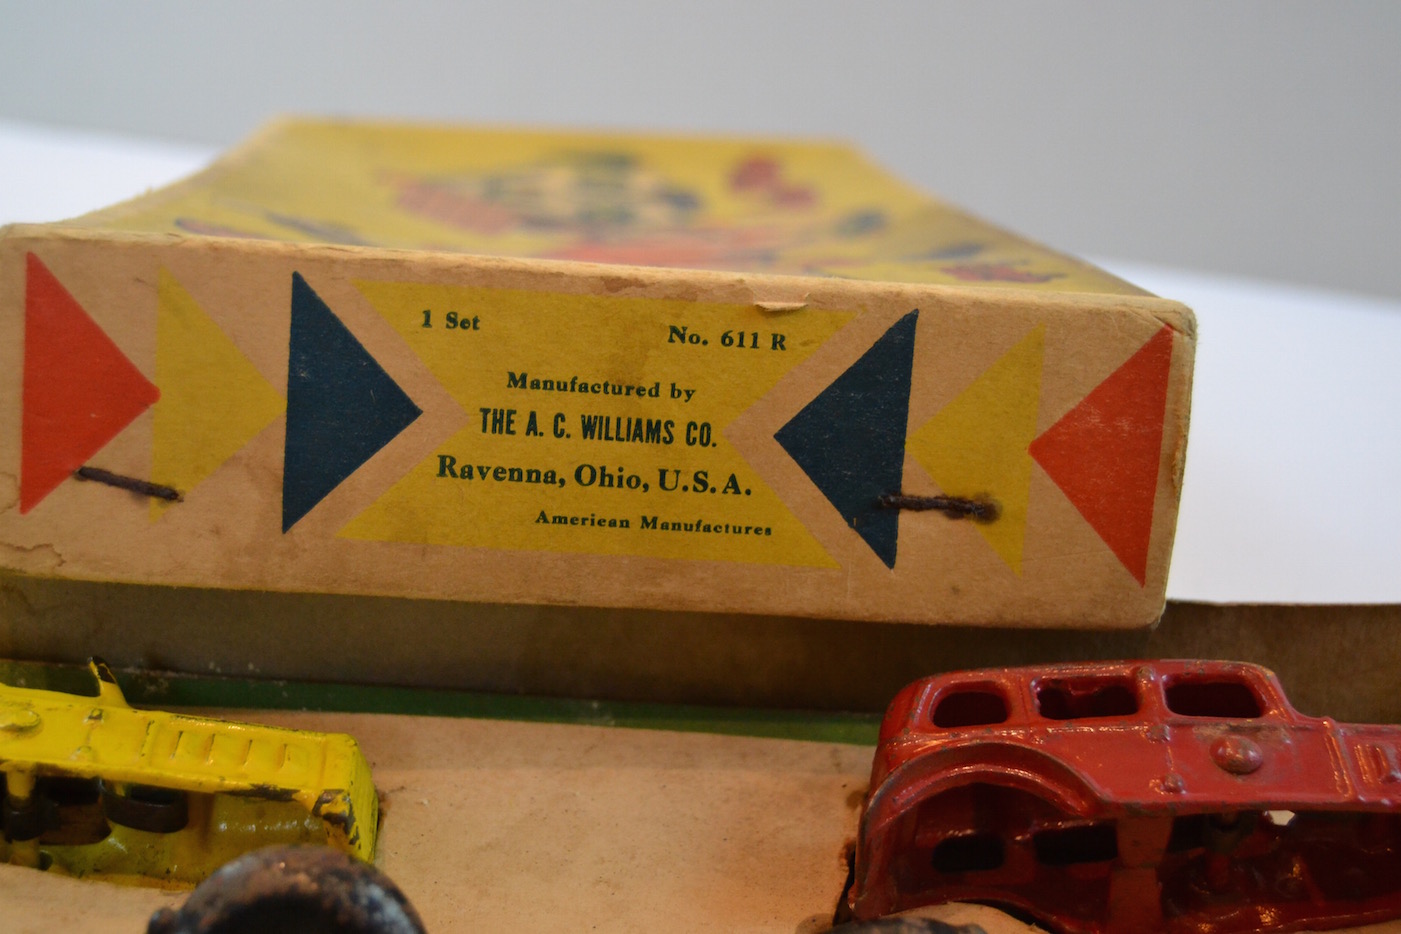 1 Set No. 611 R
Manufactured by
THE A. C. WILLIAMS CO.
Ravenna, Ohio, U.S.A.
American Manufactures